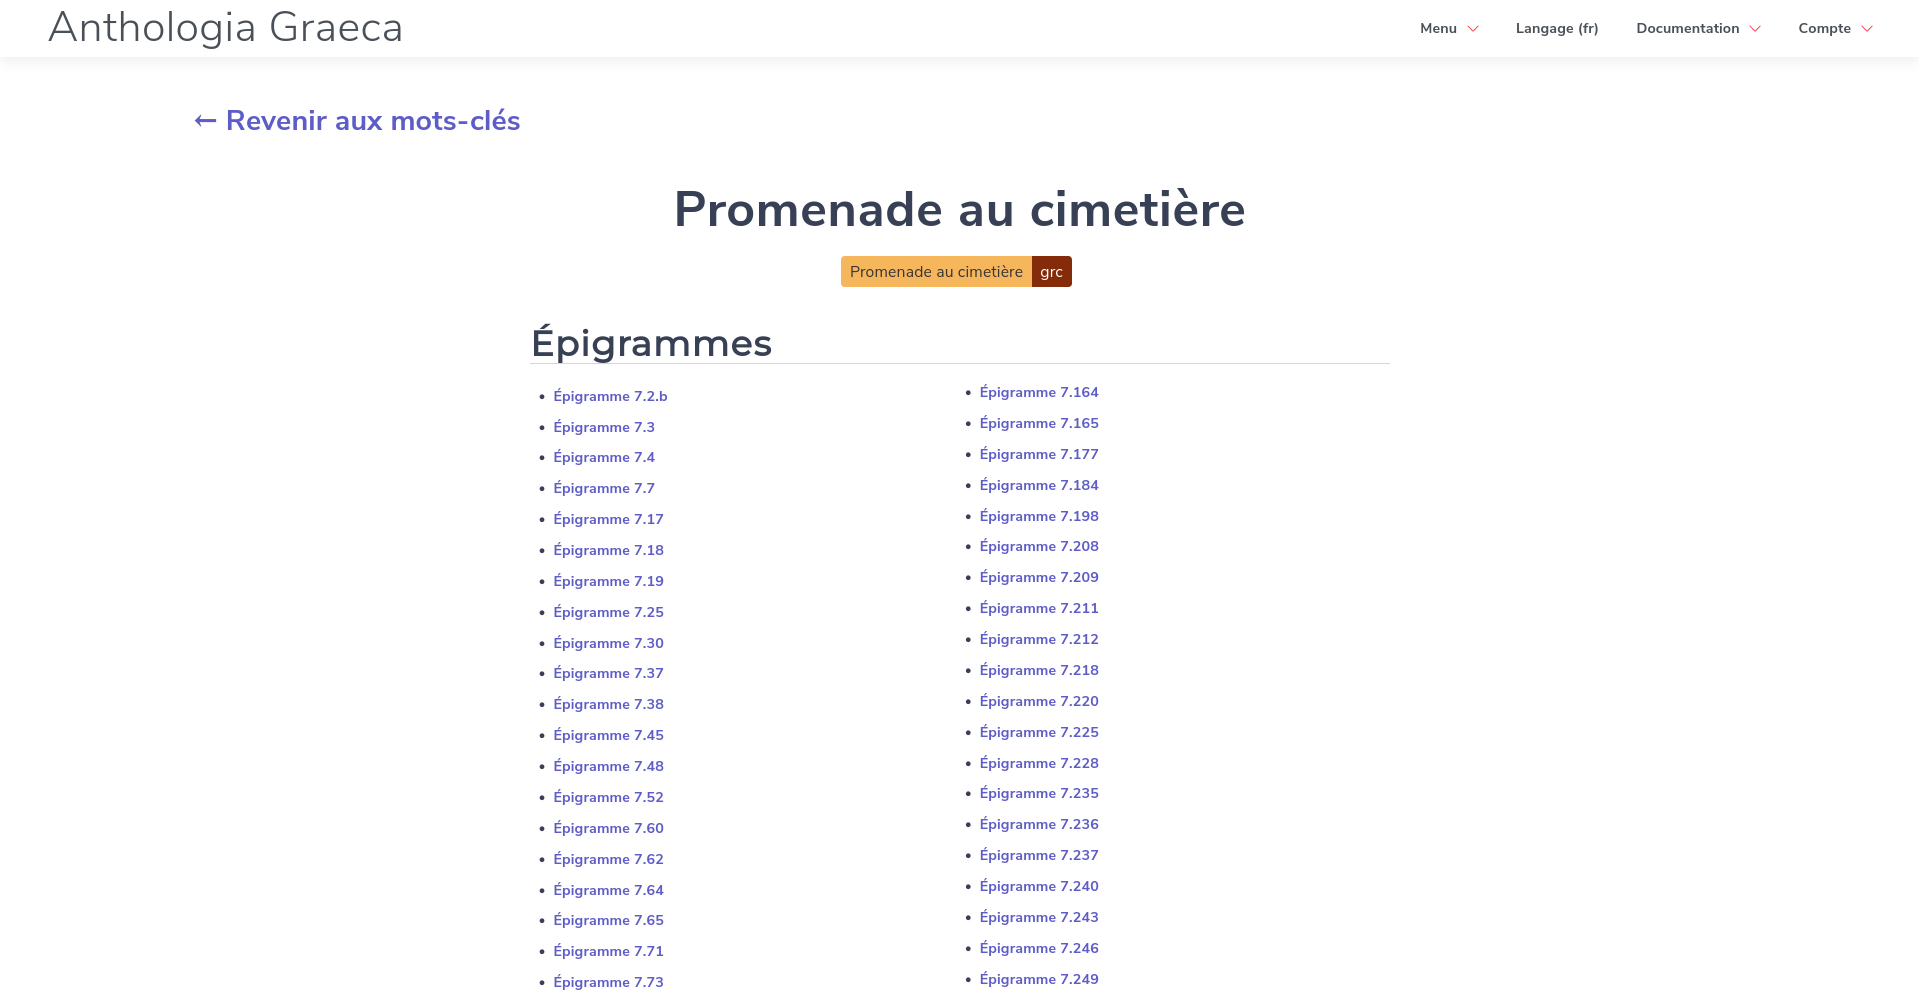 Anthologia Graeca
Menu
Langage (fr)
Documentation
Compte
← Revenir aux mots-clés
Promenade au cimetière
Promenade au cimetière grc
Épigrammes
• Épigramme 7.2.b
• Épigramme 7.3
• Épigramme 7.4
• Épigramme 7.7
• Épigramme 7.17
• Épigramme 7.18
• Épigramme 7.19
• Épigramme 7.25
• Épigramme 7.30
• Épigramme 7.37
• Épigramme 7.38
• Épigramme 7.45
• Épigramme 7.48
• Épigramme 7.52
• Épigramme 7.60
• Épigramme 7.62
• Épigramme 7.64
• Épigramme 7.65
• Épigramme 7.71
• Épigramme 7.73
• Épigramme 7.164
• Épigramme 7.165
• Épigramme 7.177
• Épigramme 7.184
• Épigramme 7.198
• Épigramme 7.208
• Épigramme 7.209
• Épigramme 7.211
• Épigramme 7.212
• Épigramme 7.218
• Épigramme 7.220
• Épigramme 7.225
• Épigramme 7.228
• Épigramme 7.235
• Épigramme 7.236
• Épigramme 7.237
• Épigramme 7.240
• Épigramme 7.243
• Épigramme 7.246
• Épigramme 7.249